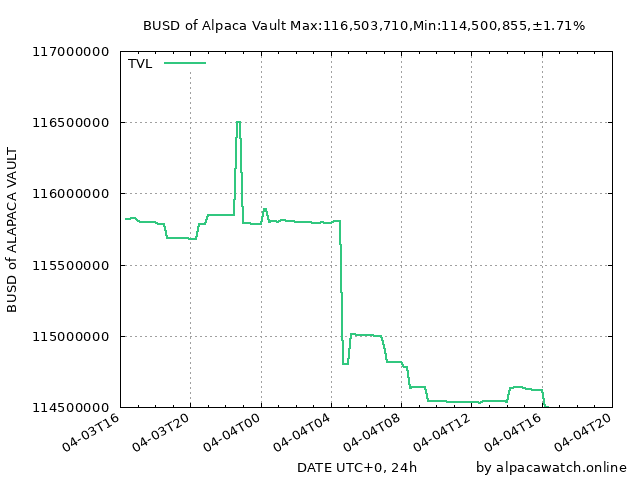 BUSD of Alpaca Vault Max:116,503,710,Min:114,500,855,±1.71%
117000000
TVL
116500000
116000000
BUSD of ALAPACA VAULT
115500000
115000000
114500000
04-03T16 04-03T20 04-04T00 04-04T04 04-04T08 04-04T12 04-04T16 04-04T20
DATE UTC+0, 24h by alpacawatch.online